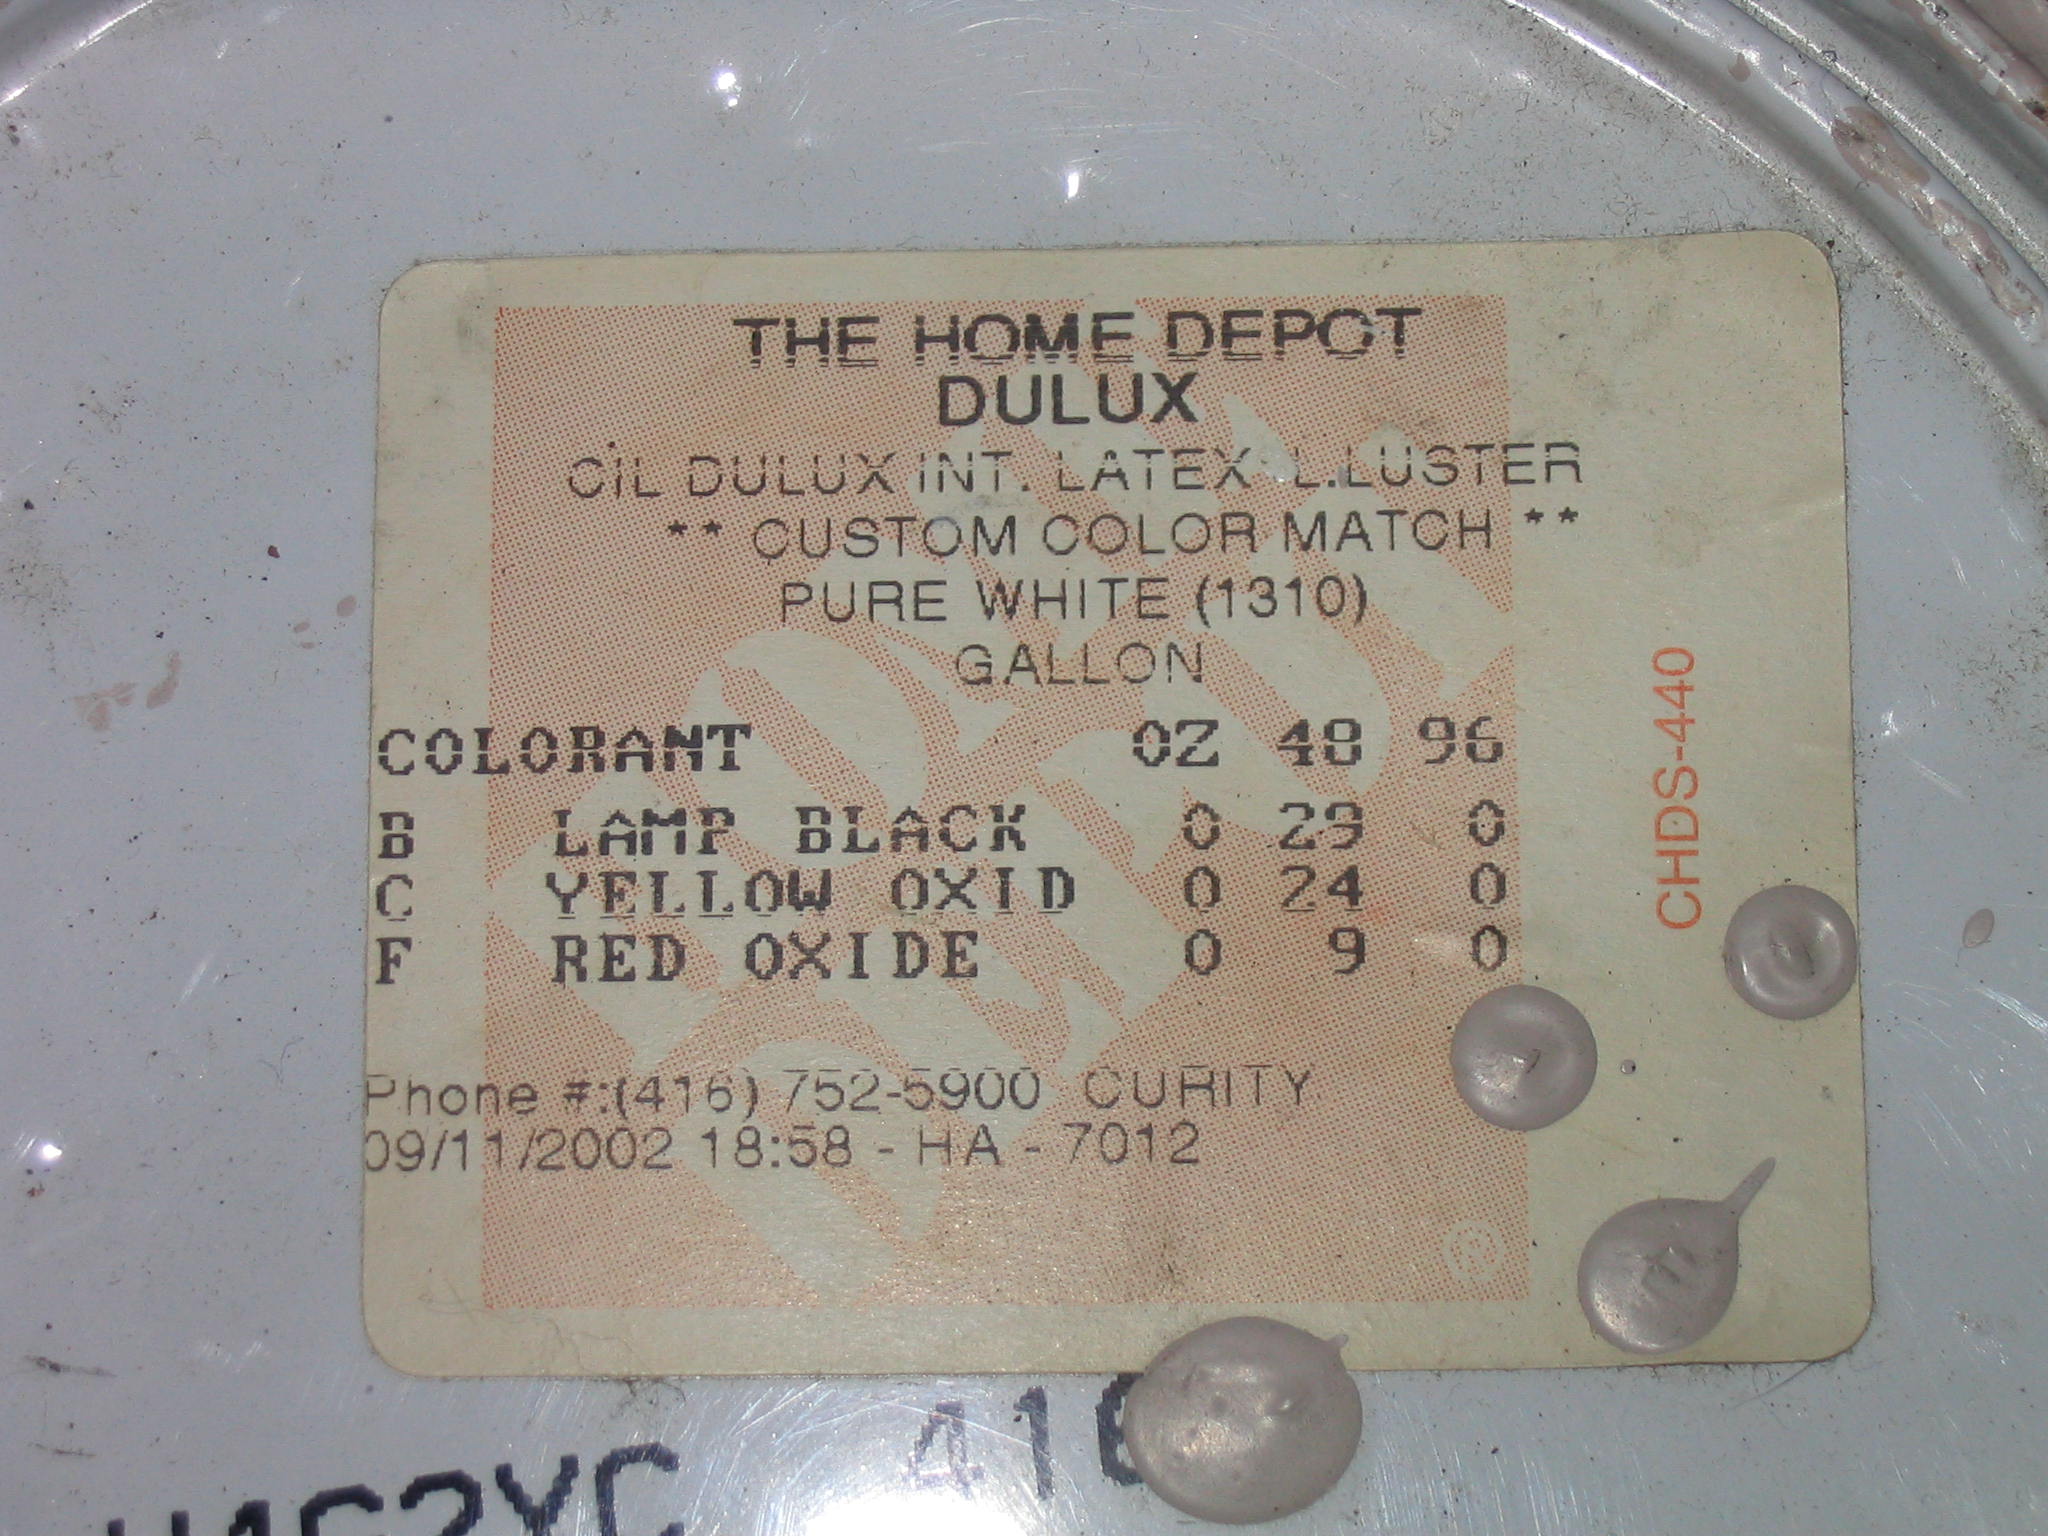 THE HOME DEPOT
DULUX
CIL DULUX INT. LATEX L.LUSTER
** CUSTOM COLOR MATCH **
PURE WHITE (1310)
GALLON
COLORANT OZ 48 96
B LAMP BLACK 0 29 0
C YELLOW OXID 0 24 0
F RED OXIDE 0 9 0
Phone #:(416) 752-5900 CURITY
09/11/2002 18:58 - HA - 7012
®
CHDS-440